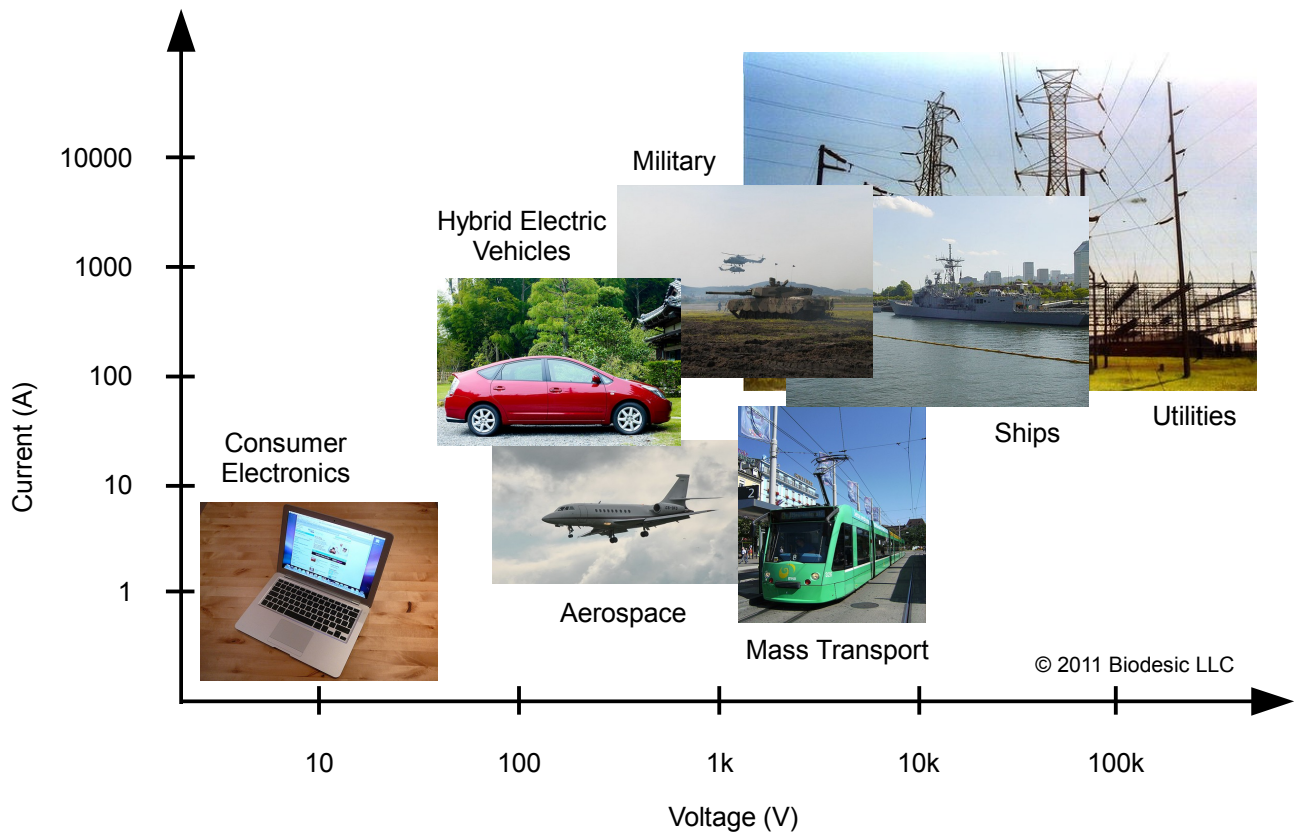 10000
1000
100
10
1
Current (A)
Military
Hybrid Electric
Vehicles
Consumer
Electronics
2
Ships
Utilities
Aerospace
Mass Transport
© 2011 Biodesic LLC
10
100
1k
10k
100k
Voltage (V)